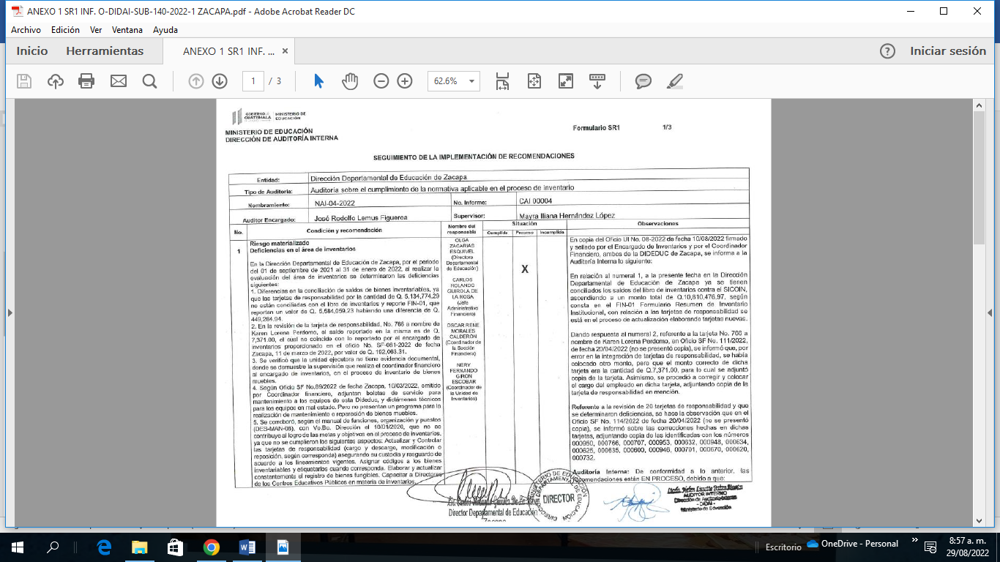 ANEXO 1 SR1 INF. O-DIDAI-SUB-140-2022-1 ZACAPA.pdf - Adobe Acrobat Reader DC
Archivo Edición Ver Ventana Ayuda
Inicio Herramientas ANEXO 1 SR1 INF. ... × Iniciar sesión
1 / 3 62.6%
GOBIERNO DE GUATEMALA MINISTERIO DE EDUCACIÓN
MINISTERIO DE EDUCACIÓN
DIRECCIÓN DE AUDITORÍA INTERNA
Formulario SR1 1/3
SEGUIMIENTO DE LA IMPLEMENTACIÓN DE RECOMENDACIONES
Entidad: Dirección Departamental de Educación de Zacapa
Tipo de Auditoría: Auditoría sobre el cumplimiento de la normativa aplicable en el proceso de inventario
Nombramiento: NAI-04-2022 No. Informe: CAI 00004
Auditor Encargado: José Rodolfo Lemus Figueroa Supervisor: Mayra Iliana Hernández López
No. Condición y recomendación Nombre del responsable Situación Observaciones
Cumplida Proceso Incumplida
1
Riesgo materializado
Deficiencias en el área de inventarios
En la Dirección Departamental de Educación de Zacapa, por el periodo
del 01 de septiembre de 2021 al 31 de enero de 2022, al realizar la
evaluación del área de inventarios se determinaron las deficiencias
siguientes:
1. Diferencias en la conciliación de saldos de bienes inventariables, ya
que las tarjetas de responsabilidad por la cantidad de Q. 5,134,774.29
no están conciliadas con el libro de inventarios y reporte FIN-01, que
reportan un valor de Q. 5,584,059.23 habiendo una diferencia de Q.
449,284.94.
2. En la revisión de la tarjeta de responsabilidad, No. 766 a nombre de
Karen Lorena Perdomo, el saldo reportado en la misma es de Q.
7,371.00, el cual no coincide con lo reportado por el encargado de
inventarios proporcionado en el oficio No. SF-081-2022 de fecha
Zacapa, 11 de marzo de 2022, por valor de Q. 192,063.31.
3. Se verificó que la unidad ejecutora no tiene evidencia documental,
donde se demuestre la supervisión que realiza el coordinador financiero
al encargado de inventarios, en el proceso de inventario de bienes
muebles.
4. Según Oficio SF No.89/2022 de fecha Zacapa, 10/03/2022, emitido
por Coordinador financiero, adjuntan boletas de servicio para
mantenimiento a los equipos de esta Dideduc, y dictámenes técnicos
para los equipos en mal estado. Pero no presentan un programa para la
realización de mantenimiento o reparación de bienes muebles.
5. Se corroboró, según el manual de funciones, organización y puestos
(DES-MAN-08), con Vo.Bo. Dirección el 10/01/2020, que no se
contribuye al logro de las metas y objetivos en el proceso de inventarios,
ya que no se cumplieron los siguientes aspectos: Actualizar y Controlar
las tarjetas de responsabilidad (cargo y descargo, modificación o
reposición, según corresponda) asegurando su custodia y resguardo de
acuerdo a los lineamientos vigentes. Asignar códigos a los bienes
inventariables y etiquetarlos cuando corresponda. Elaborar y actualizar
constantemente el registro de bienes fungibles. Capacitar a Directores
de los Centros Educativos Públicos en materia de inventarios.
OLGA
ZACARIAS
ESQUIVEL
(Directora
Departamental
de Educación)
CARLOS
ROLANDO
GUIROLA DE
LA ROSA
(Jefe
Administrativo
Financiero)
OSCAR RENE
MORALES
CALDERON
(Coordinador de
la Sección
Financiera)
NERY
FERNANDO
GIRON
ESCOBAR
(Coordinador de
la Unidad de
Inventarios)
X
En copia del Oficio UI No. 08-2022 de fecha 10/08/2022 firmado
y sellado por el Encargado de Inventarios y por el Coordinador
Financiero, ambos de la DIDEDUC de Zacapa, se informa a la
Auditoría Interna lo siguiente:
En relación al numeral 1, a la presente fecha en la Dirección
Departamental de Educación de Zacapa ya se tienen
conciliados los saldos del libro de inventarios contra el SICOIN,
ascendiendo a un monto total de Q.10,810,476.97, según
consta en el FIN-01 Formulario Resumen de Inventario
Institucional, con relación a las tarjetas de responsabilidad se
está en el proceso de actualización elaborando tarjetas nuevas.
Dando respuesta al numeral 2, referente a la tarjeta No. 766 a
nombre de Karen Lorena Perdomo, en Oficio SF No. 111/2022,
de fecha 20/04/2022 (no se presentó copia), se informó que, por
error en la integración de tarjetas de responsabilidad, se había
colocado otro monto, pero que el monto correcto de dicha
tarjeta era la cantidad de Q.7,371.00, para lo cual se adjuntó
copia de la tarjeta. Asimismo, se procedió a corregir y colocar
el cargo del empleado en dicha tarjeta, adjuntando copia de la
tarjeta de responsabilidad en mención.
Referente a la revisión de 20 tarjetas de responsabilidad y que
se determinaron deficiencias, se hace la observación que en el
Oficio SF No. 114/2022 de fecha 20/04/2022 (no se presentó
copia), se informó sobre las correcciones hechas en dichas
tarjetas, adjuntando copia de las identificadas con los números
000950, 000766, 000707, 000953, 000632, 000948, 000634,
000625, 000635, 000600, 000946, 000701, 000670, 000620,
000732.
Auditoría Interna: De conformidad a lo anterior, las
recomendaciones están EN PROCESO, debido a que:
Director Departamental de Educación
Zacapa
MINISTERIO DE EDUCACIÓN
DIRECTOR
AUDITOR INTERNO
Dirección de Auditoría Interna
- DIDAI -
Ministerio de Educación
Escritorio OneDrive - Personal 8:57 a. m.
29/08/2022